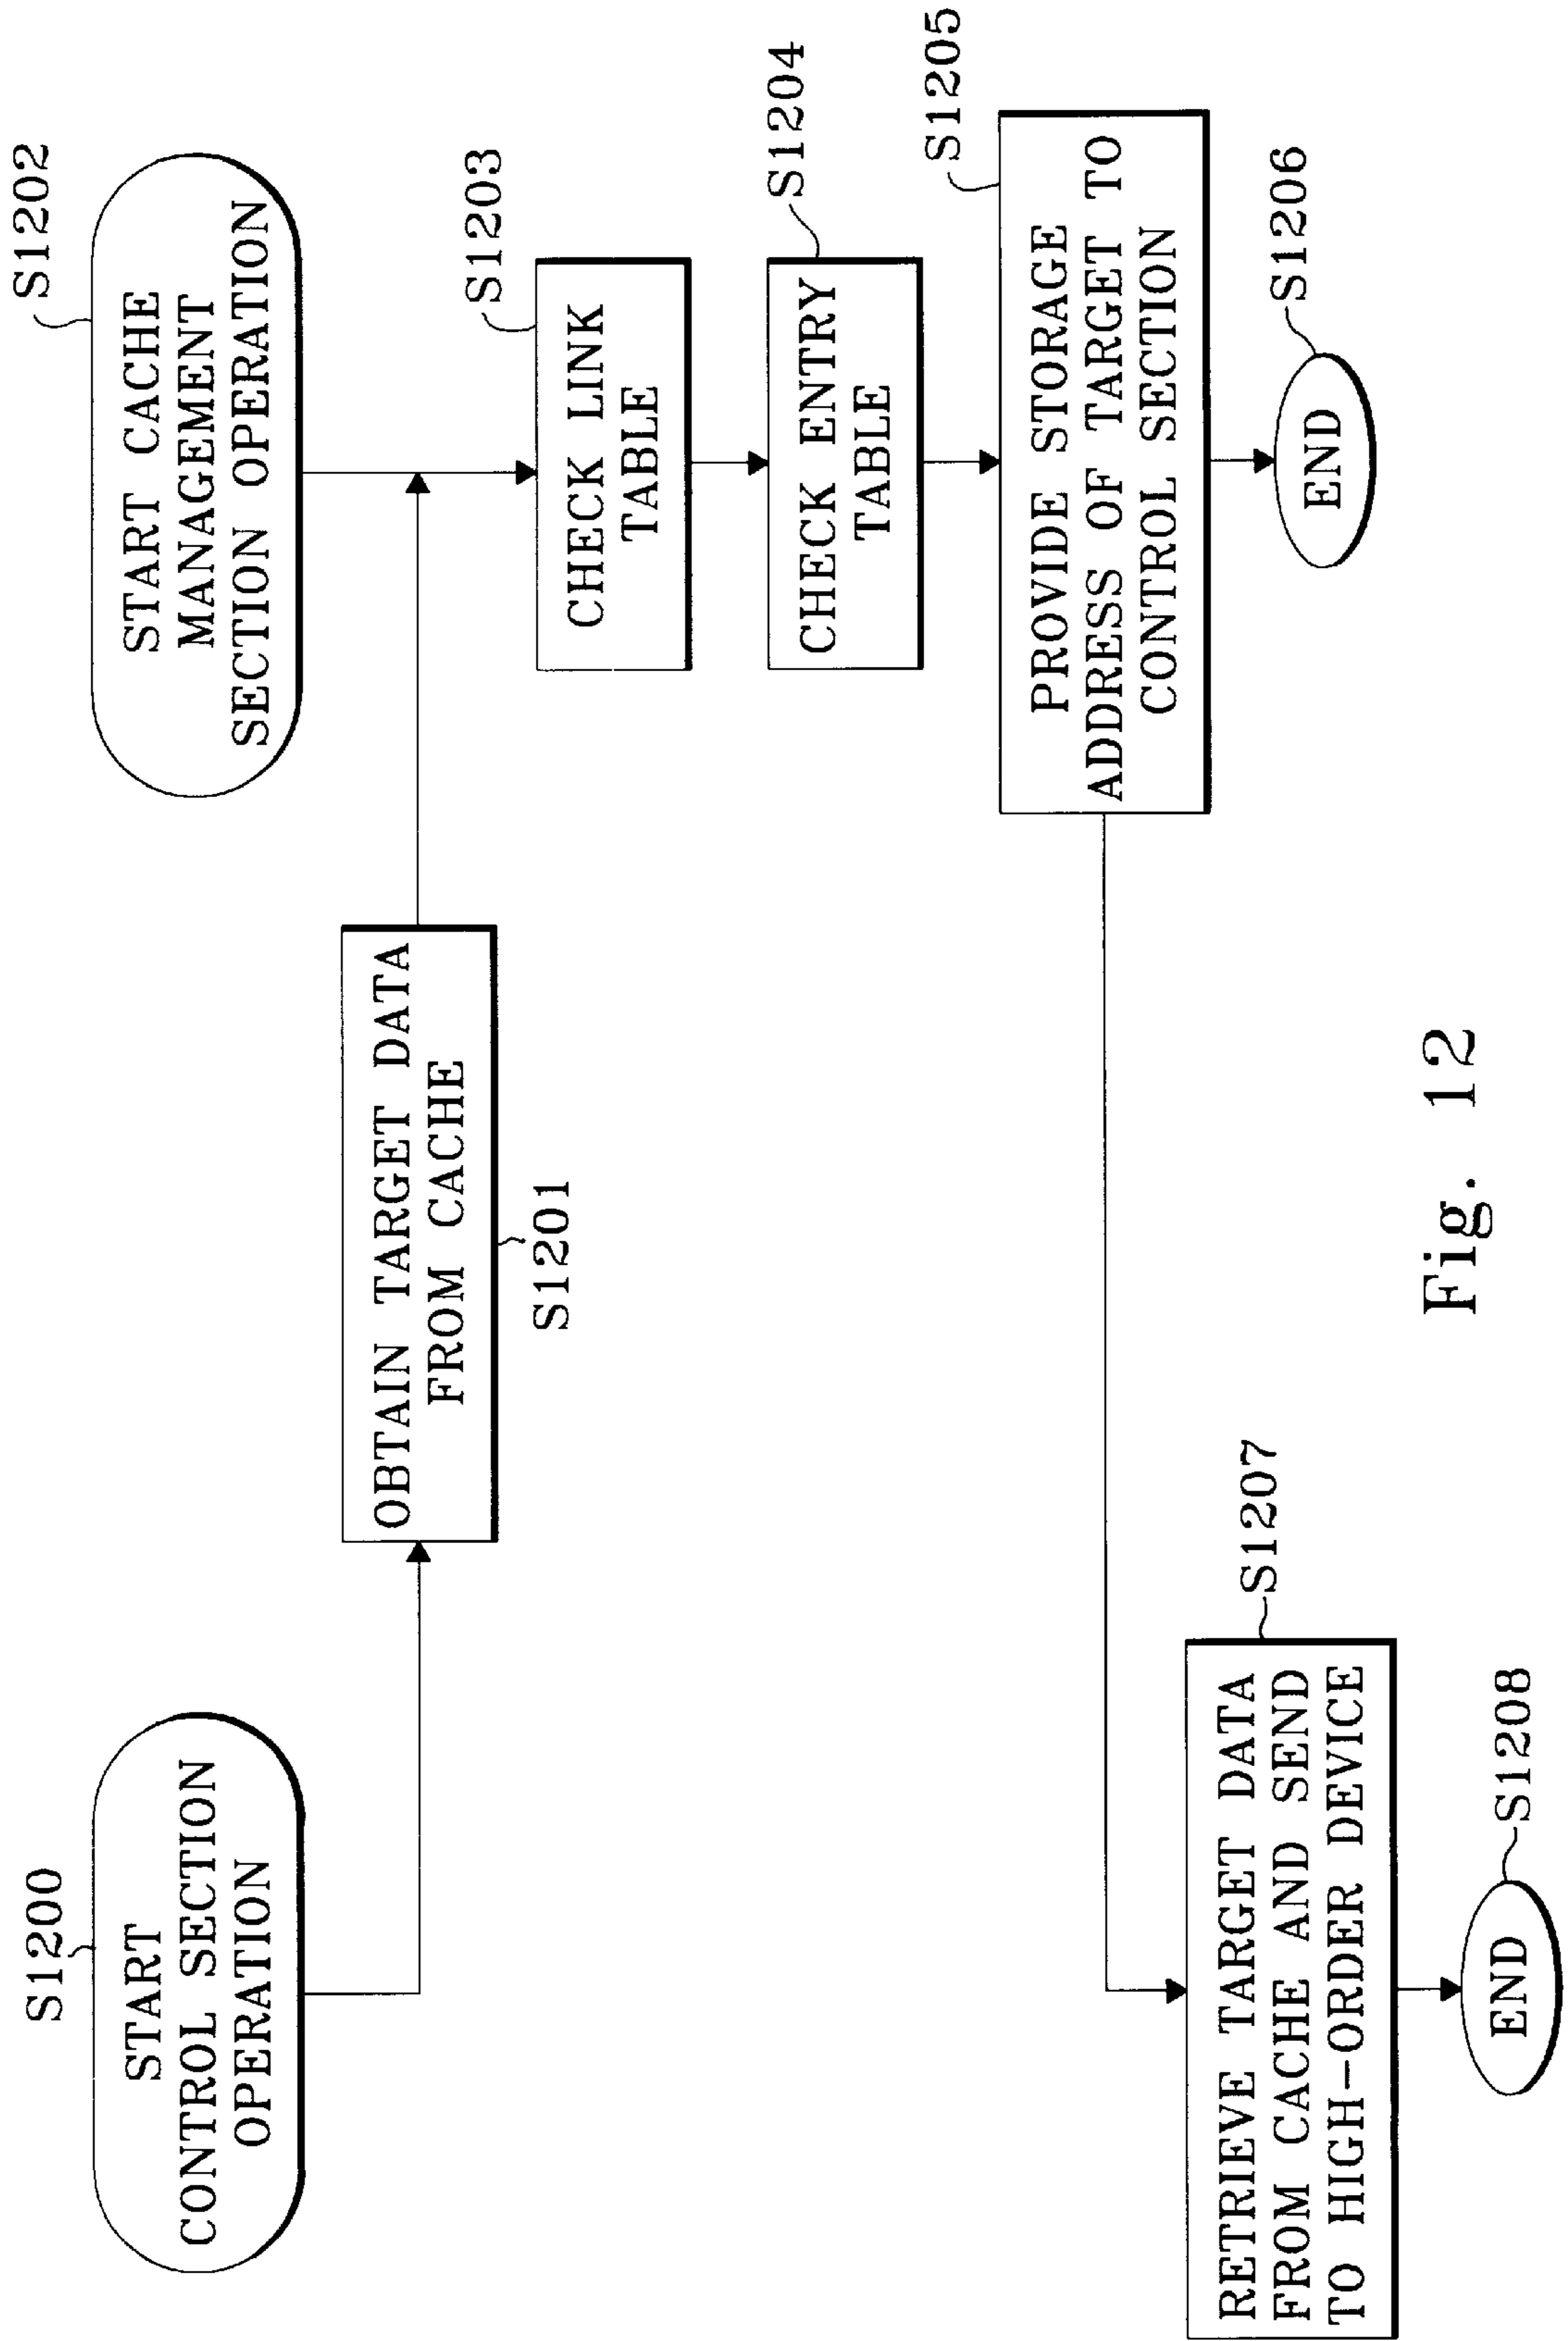 S1200
START
CONTROL SECTION
OPERATION
OBTAIN TARGET DATA
FROM CACHE
S1201
S1202
START CACHE
MANAGEMENT
SECTION OPERATION
S1203
CHECK LINK
TABLE
S1204
CHECK ENTRY
TABLE
S1205
PROVIDE STORAGE
ADDRESS OF TARGET TO
CONTROL SECTION
S1206
END
S1207
RETRIEVE TARGET DATA
FROM CACHE AND SEND
TO HIGH-ORDER DEVICE
S1208
END
Fig. 12